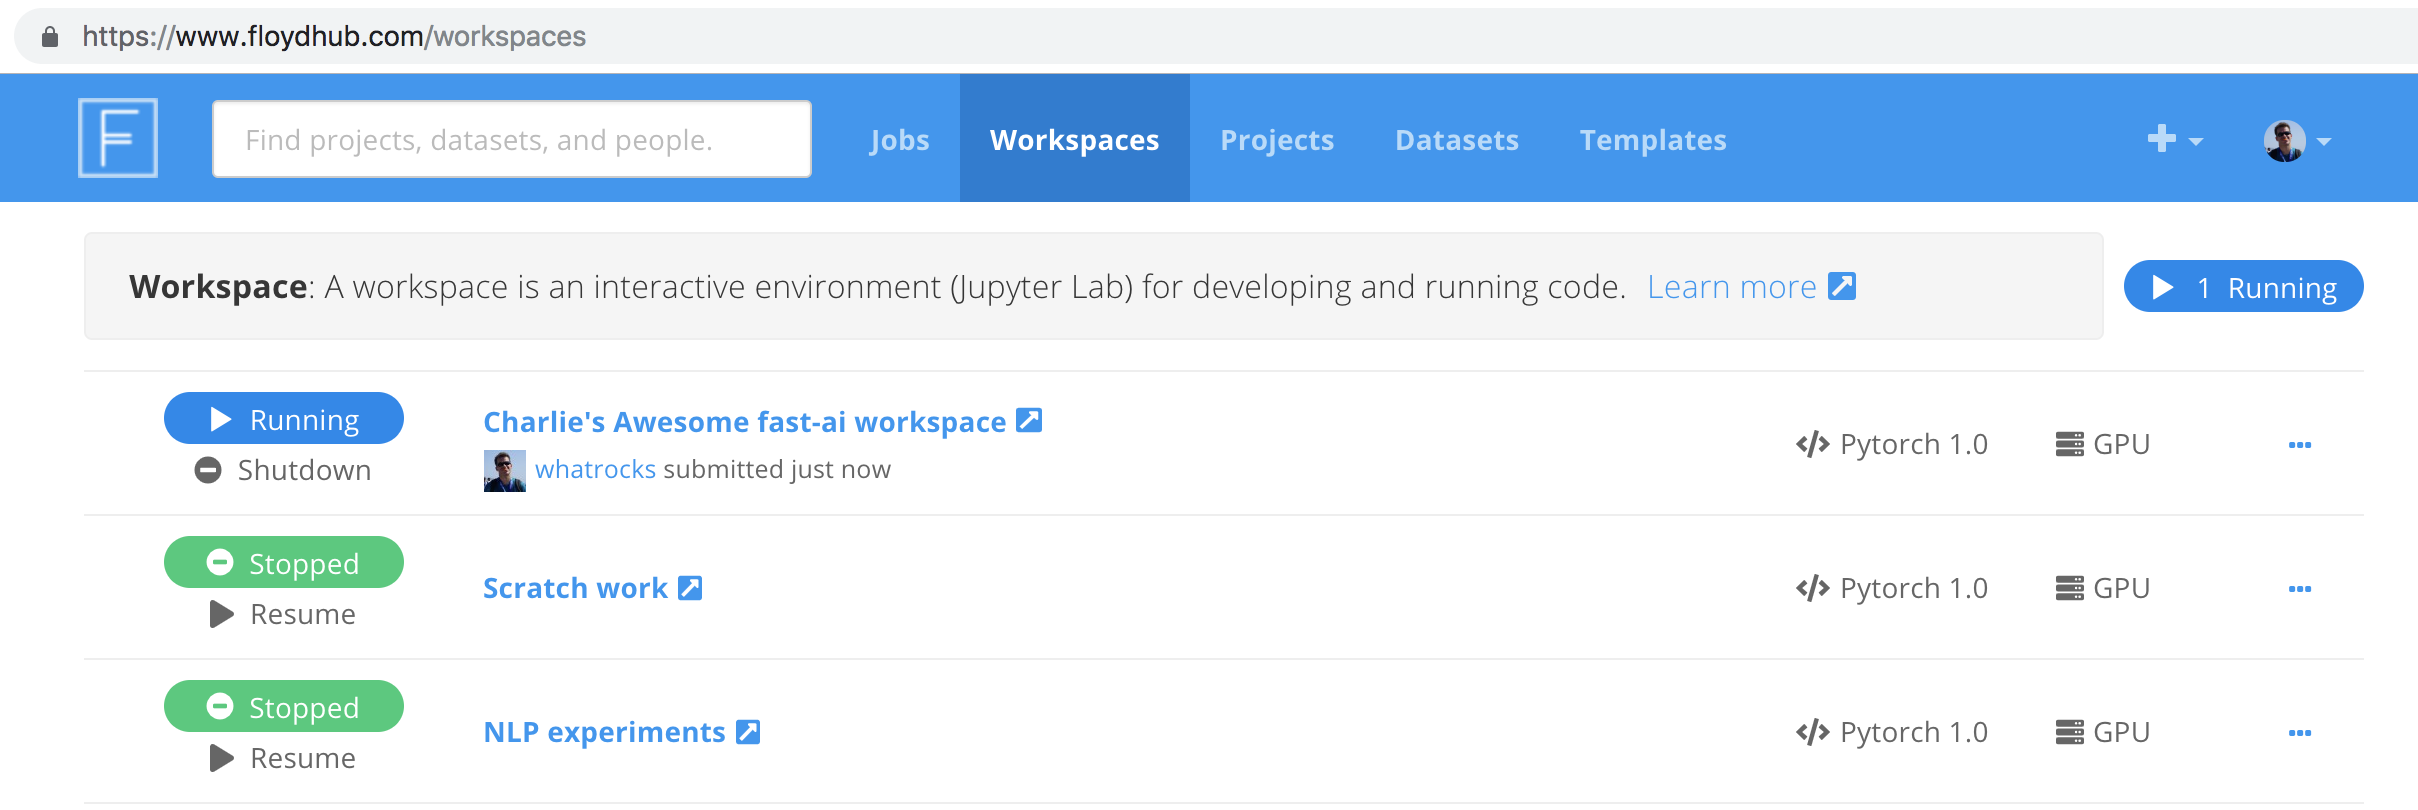 https://www.floydhub.com/workspaces
F Find projects, datasets, and people. Jobs Workspaces Projects Datasets Templates
Workspace: A workspace is an interactive environment (Jupyter Lab) for developing and running code. Learn more
1 Running
Running
Shutdown
Charlie's Awesome fast-ai workspace
whatrocks submitted just now
</> Pytorch 1.0
GPU
Stopped
Resume
Scratch work
</> Pytorch 1.0
GPU
Stopped
Resume
NLP experiments
</> Pytorch 1.0
GPU